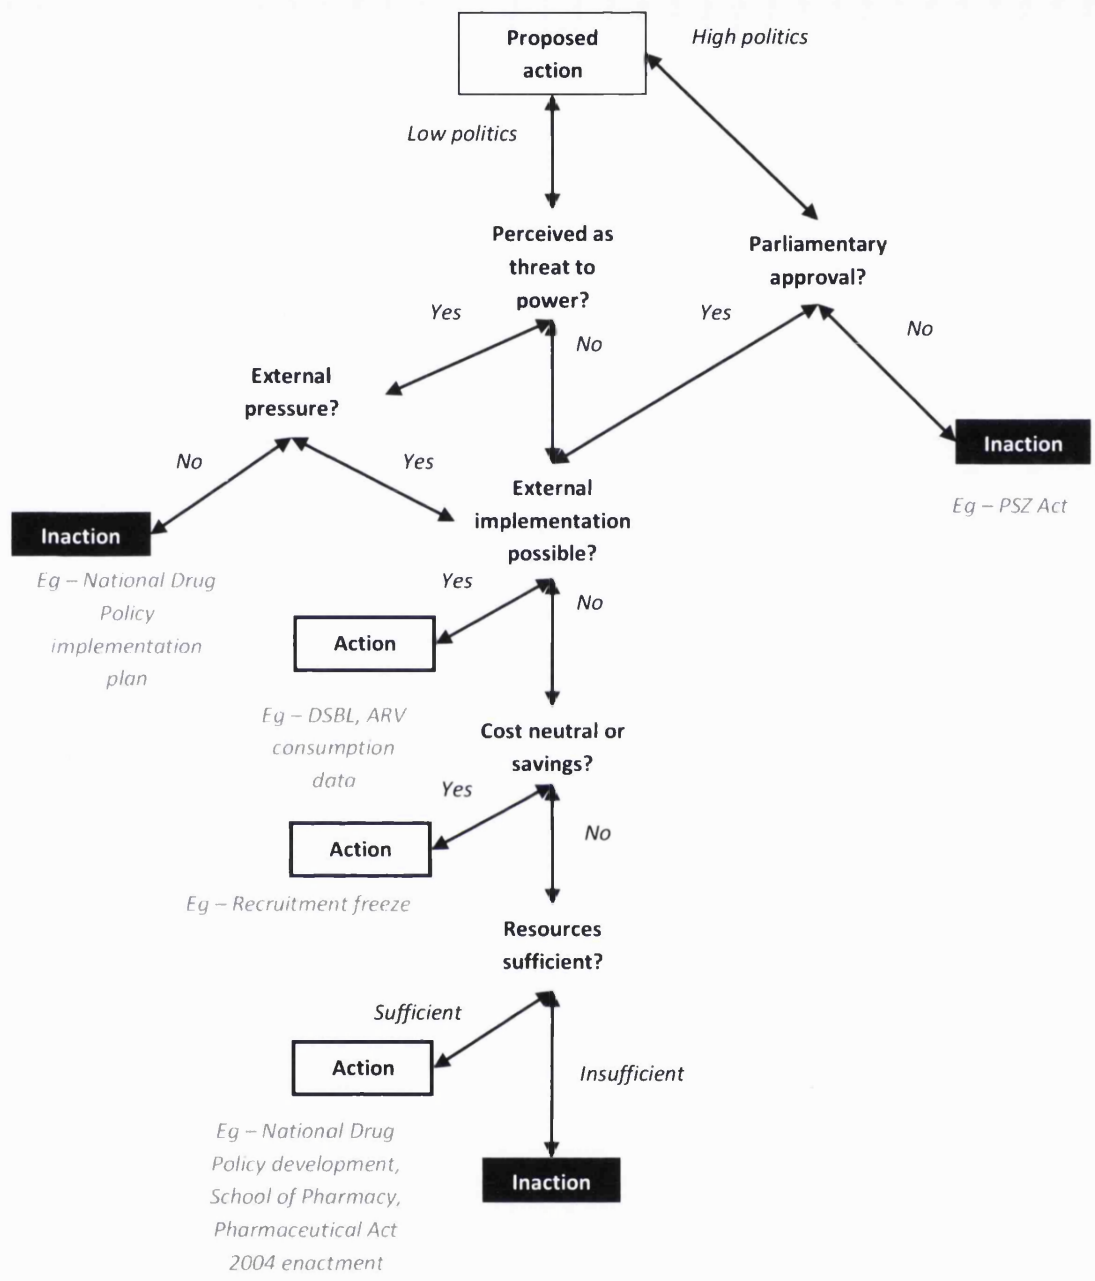 Proposed
action
High politics
Low politics
Perceived as
threat to
power?
Parliamentary
approval?
Yes
No
Yes
No
External
pressure?
No
Yes
Inaction
Eg – PSZ Act
External
implementation
possible?
Inaction
Eg – National Drug
Policy
implementation
plan
Yes
No
Action
Eg – DSBL, ARV
consumption
data
Cost neutral or
savings?
Yes
No
Action
Eg – Recruitment freeze
Resources
sufficient?
Sufficient
Insufficient
Action
Eg – National Drug
Policy development,
School of Pharmacy,
Pharmaceutical Act
2004 enactment
Inaction